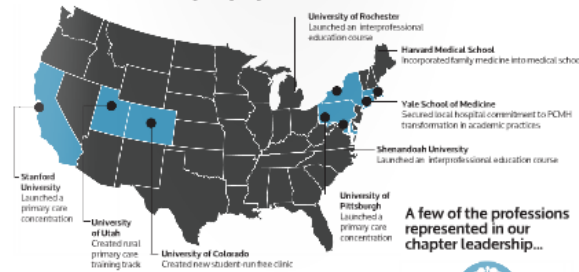 University of Rochester
Launched an interprofessional
education course
Harvard Medical School
Incorporated family medicine into medical schoo
Yale School of Medicine
Secured local hospital commitment to PCMH
transformation in academic practices
Shenandoah University
Launched an interprofessional education course
Stanford
University
Launched a
primary care
concentration
University
of Utah
Created rural
primary care
training track
University of Colorado
Created new student-run free clinic
University of
Pittsburgh
Launched a
primary care
concentration
A few of the professions
represented in our
chapter leadership...